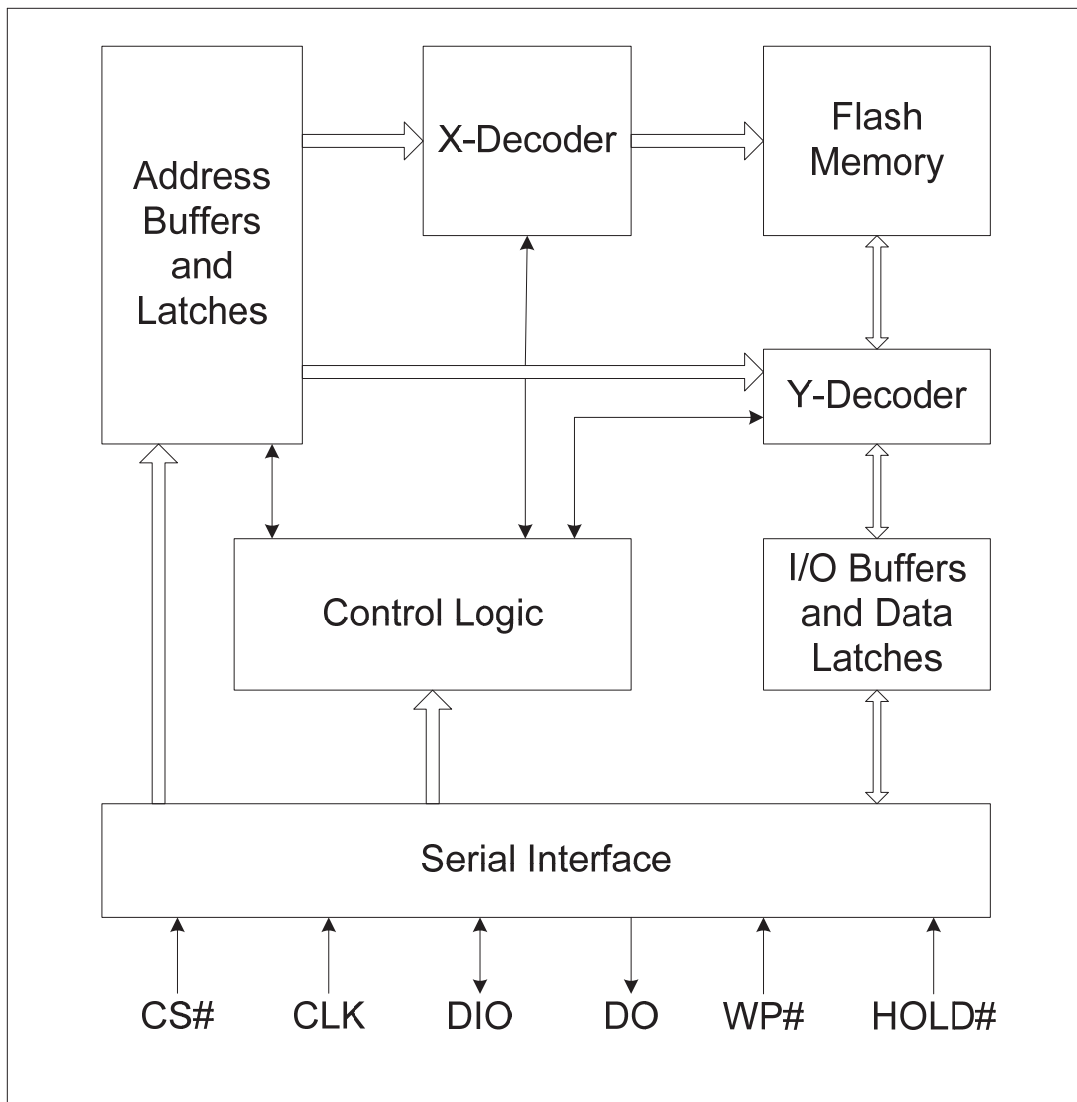 Address
Buffers
and
Latches
X-Decoder
Flash
Memory
Y-Decoder
Control Logic
I/O Buffers
and Data
Latches
Serial Interface
CS#
CLK
DIO
DO
WP#
HOLD#